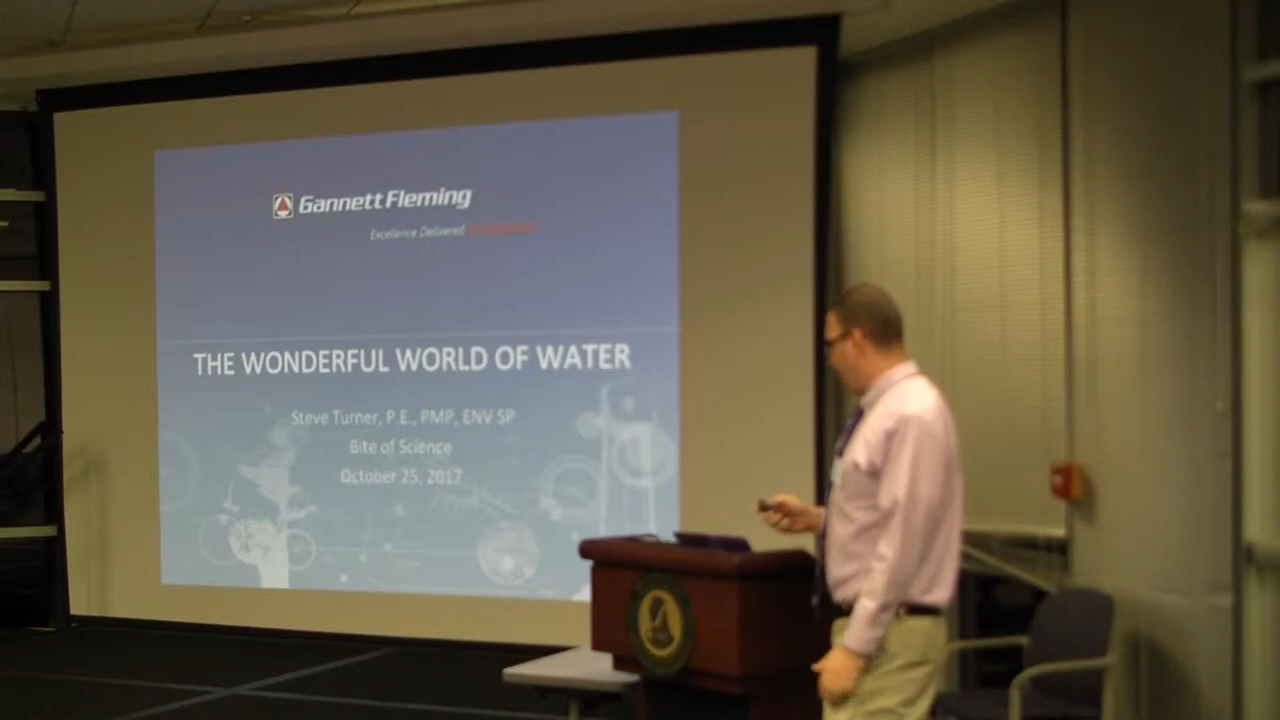 Gannett Fleming
Excellence Delivered
THE WONDERFUL WORLD OF WATER
Steve Turner, P.E., PMP, ENV SP
Bite of Science
October 25, 2017